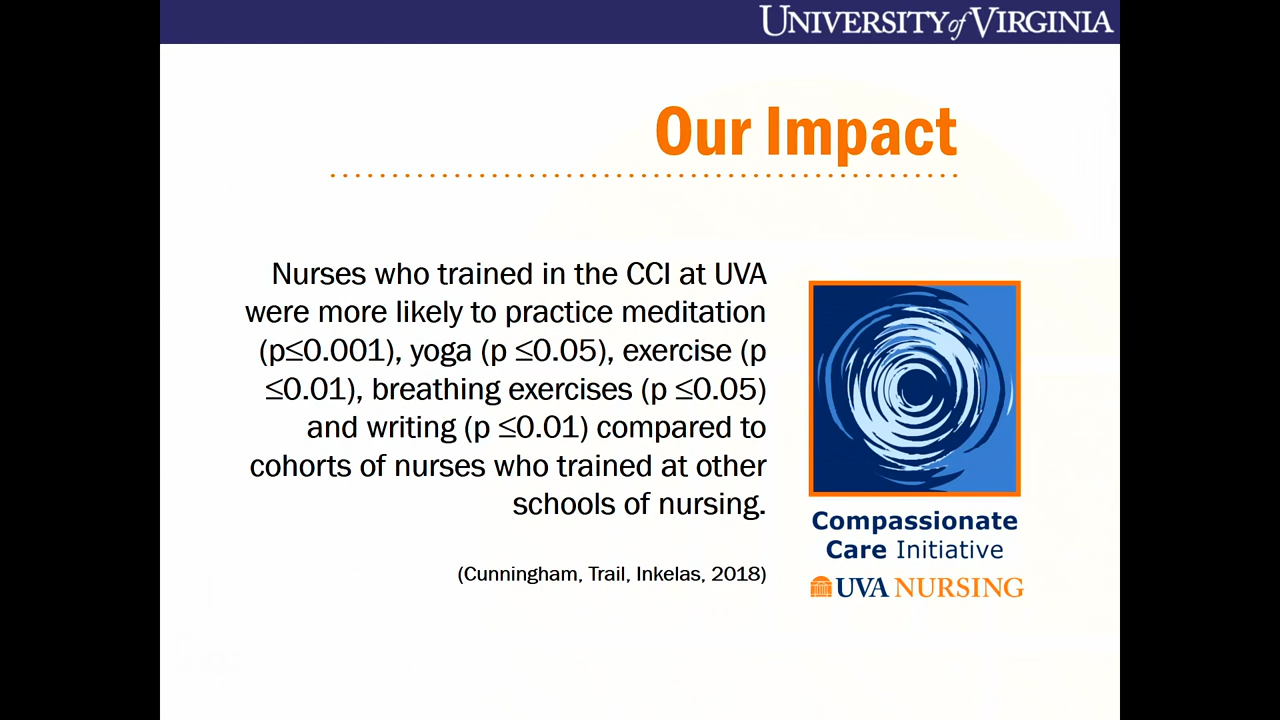 UNIVERSITY of VIRGINIA
Our Impact
Nurses who trained in the CCI at UVA
were more likely to practice meditation
(p≤0.001), yoga (p ≤0.05), exercise (p
≤0.01), breathing exercises (p ≤0.05)
and writing (p ≤0.01) compared to
cohorts of nurses who trained at other
schools of nursing.
(Cunningham, Trail, Inkelas, 2018)
Compassionate
Care Initiative
UVA NURSING